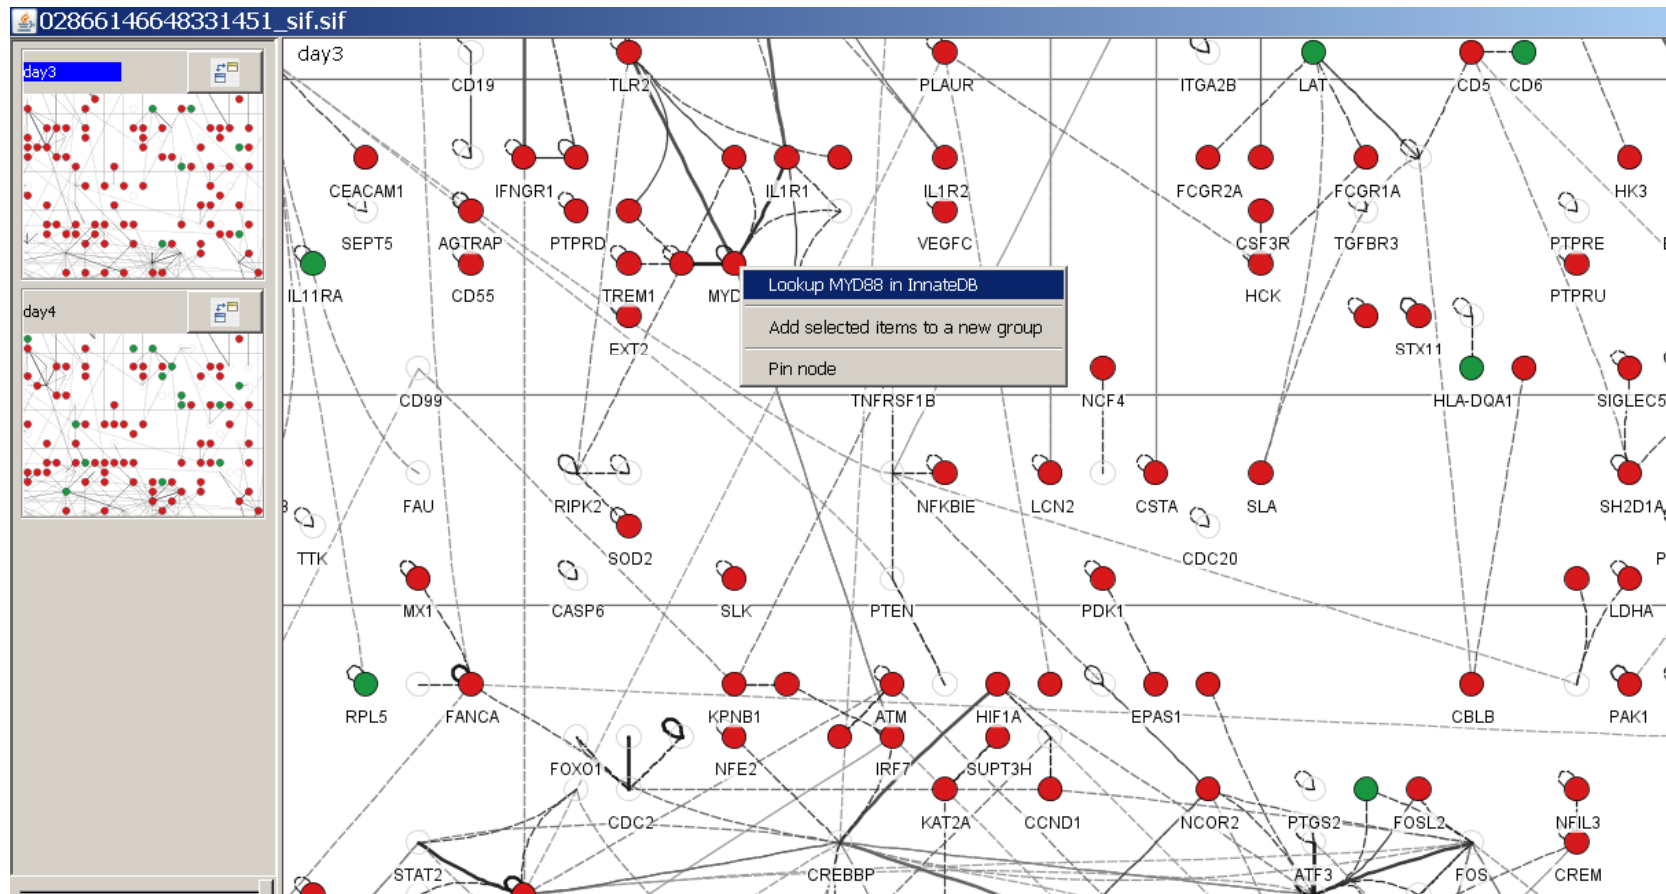 02866146648331451_sif.sif
day3
day4
day3
CD19
TLR2
PLAUR
ITGA2B
LAT
CD5
CD6
CEACAM1
IFNGR1
IL1R1
IL1R2
FCGR2A
FCGR1A
HK3
SEPT5
AGTRAP
PTPRD
VEGFC
CSF3R
TGFBR3
PTPRE
IL11RA
CD55
TREM1
MYD
HCK
PTPRU
Lookup MYD88 in InnateDB
Add selected items to a new group
Pin node
EXT2
STX11
CD99
TNFRSF1B
NCF4
HLA-DQA1
SIGLEC5
FAU
RIPK2
NFKBIE
LCN2
CSTA
SLA
SH2D1A
TTK
SOD2
CDC20
MX1
CASP6
SLK
PTEN
PDK1
LDHA
RPL5
FANCA
KPNB1
ATM
HIF1A
EPAS1
CBLB
PAK1
FOXO1
NFE2
IRF7
SUPT3H
CDC2
KAT2A
CCND1
NCOR2
PTGS2
FOSL2
NFIL3
STAT2
CREBBP
ATF3
FOS
CREM